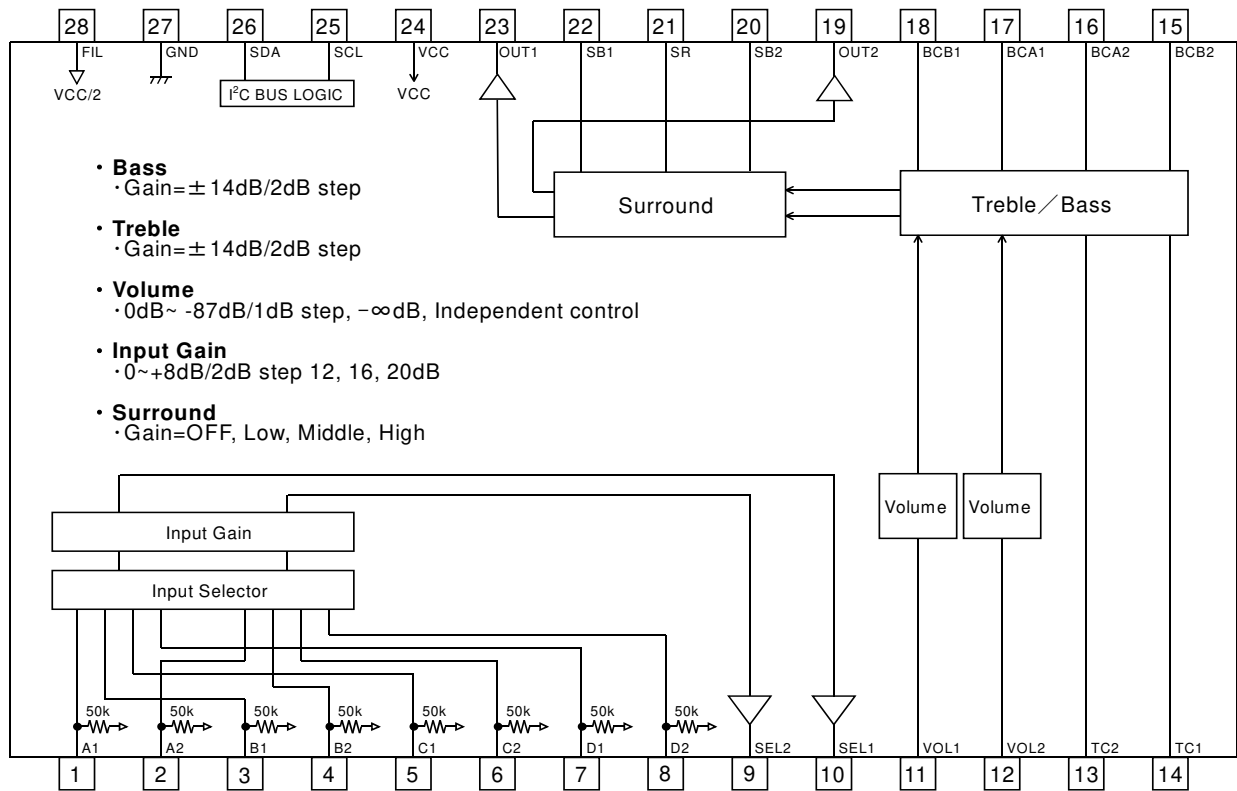 28 27 26 25 24 23 22 21 20 19 18 17 16 15
FIL GND SDA SCL VCC OUT1 SB1 SR SB2 OUT2 BCB1 BCA1 BCA2 BCB2
VCC/2 I²C BUS LOGIC VCC
・Bass
・Gain=±14dB/2dB step
Surround Treble／Bass
・Treble
・Gain=±14dB/2dB step
・Volume
・0dB~ -87dB/1dB step, −∞dB, Independent control
・Input Gain
・0~+8dB/2dB step 12, 16, 20dB
・Surround
・Gain=OFF, Low, Middle, High
Volume Volume
Input Gain
Input Selector
50k 50k 50k 50k 50k 50k 50k 50k
A1 A2 B1 B2 C1 C2 D1 D2 SEL2 SEL1 VOL1 VOL2 TC2 TC1
1 2 3 4 5 6 7 8 9 10 11 12 13 14